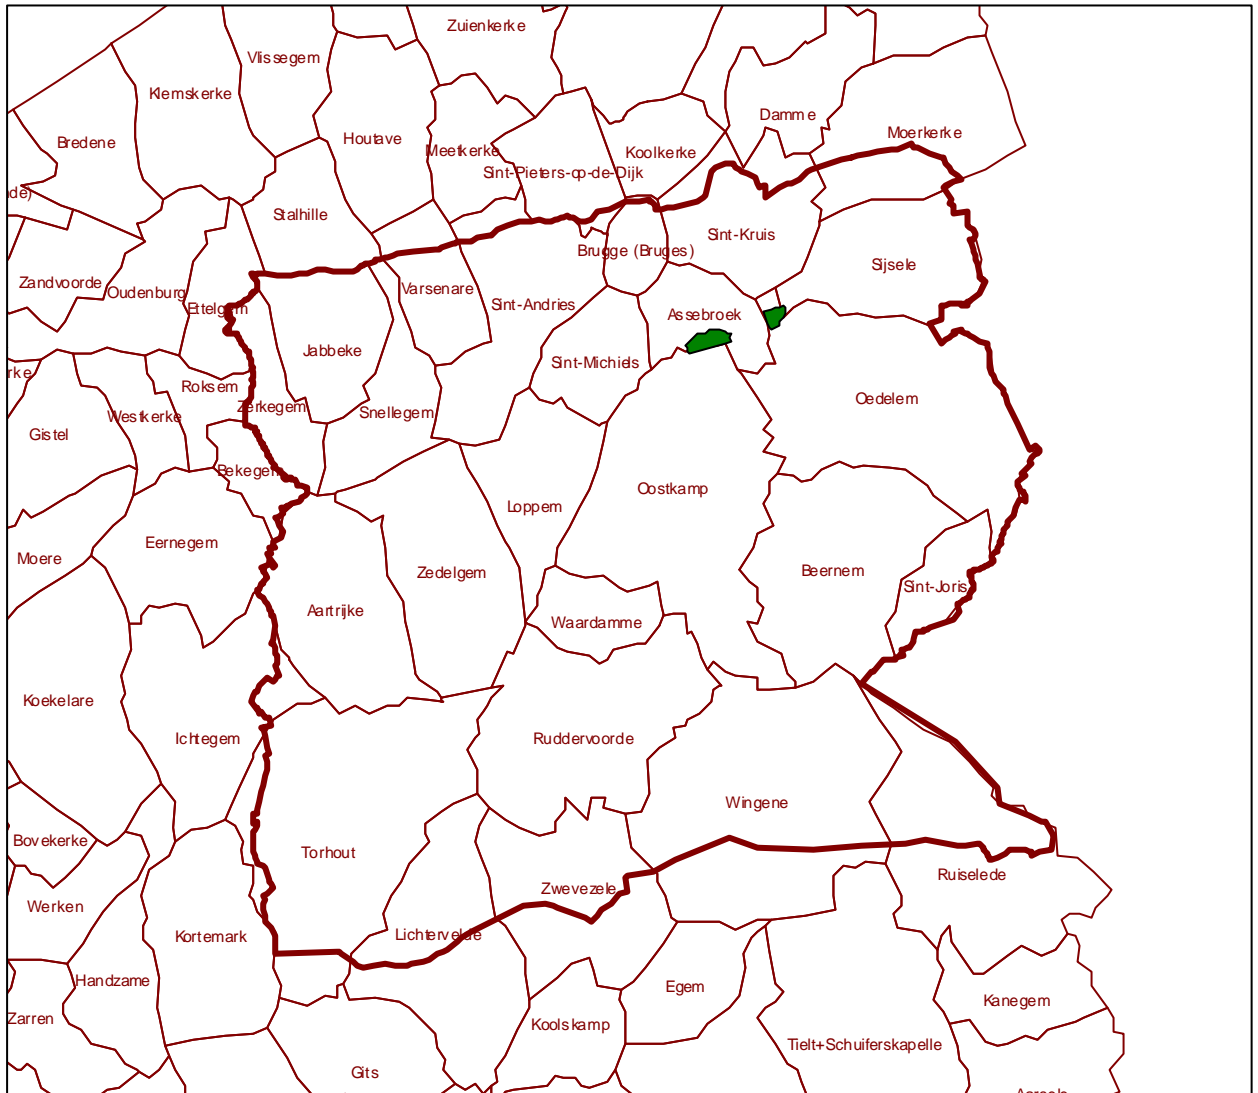 Zuienkerke
Vlissegem
Klemskerke
Damme
Moerkerke
Bredene
Houtave
Meetkerke
Koolkerke
Sint-Pieters-op-de-Dijk
de)
Stalhille
Sint-Kruis
Brugge (Bruges)
Sijsele
Zandvoorde
Oudenburg
Varsenare
Ettelgem
Sint-Andries
Assebroek
Jabbeke
Sint-Michiels
rke
Roksem
Oedelem
Zerkegem
Snellegem
Westkerke
Gistel
Bekegem
Oostkamp
Loppem
Eernegem
Moere
Zedelgem
Beernem
Sint-Joris
Aartrijke
Waardamme
Koekelare
Ichtegem
Ruddervoorde
Wingene
Bovekerke
Torhout
Ruiselede
Zwevezele
Werken
Kortemark
Lichtervelde
Handzame
Egem
Kanegem
Zarren
Koolskamp
Tielt+Schuiferskapelle
Gits